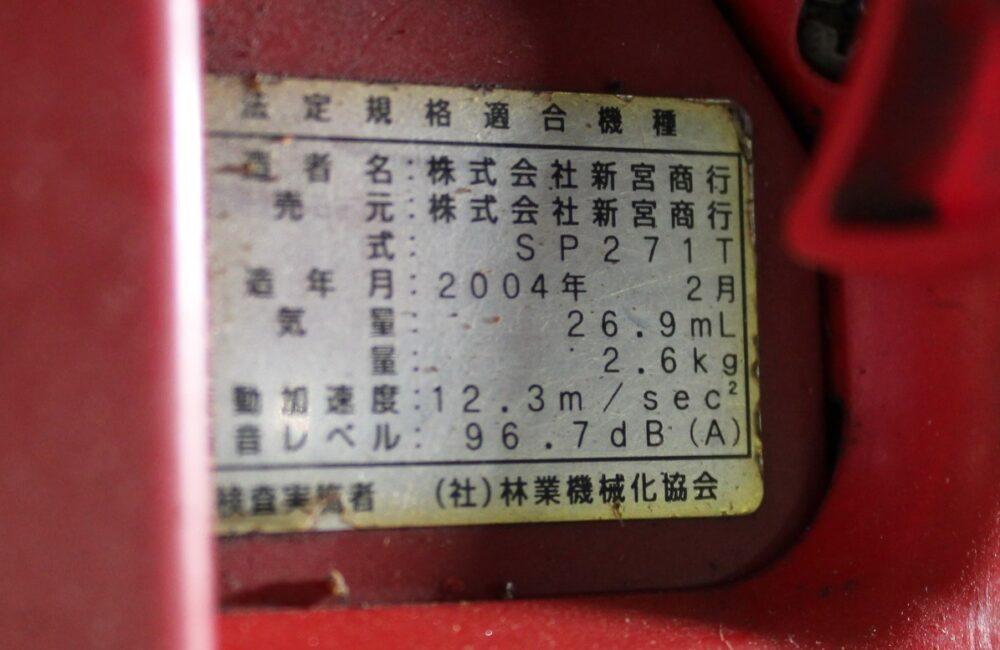 法定規格適合機種
造者名:株式会社新宮商行
売元:株式会社新宮商行
式: SP271T
造年月:2004年 2月
気量: 26.9mL
量: 2.6kg
動加速度:12.3m/sec²
音レベル: 96.7dB(A)
検査実施者 (社)林業機械化協会